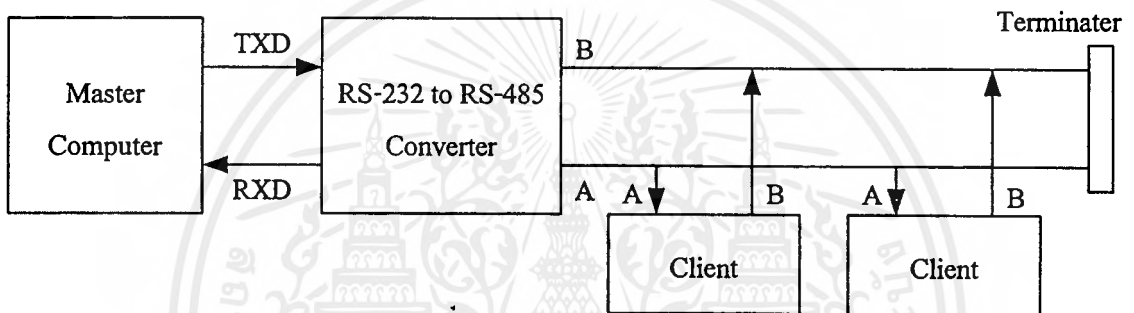 Terminater
TXD
B
Master
Computer
RS-232 to RS-485
Converter
RXD
A
A
B
A
B
Client
Client